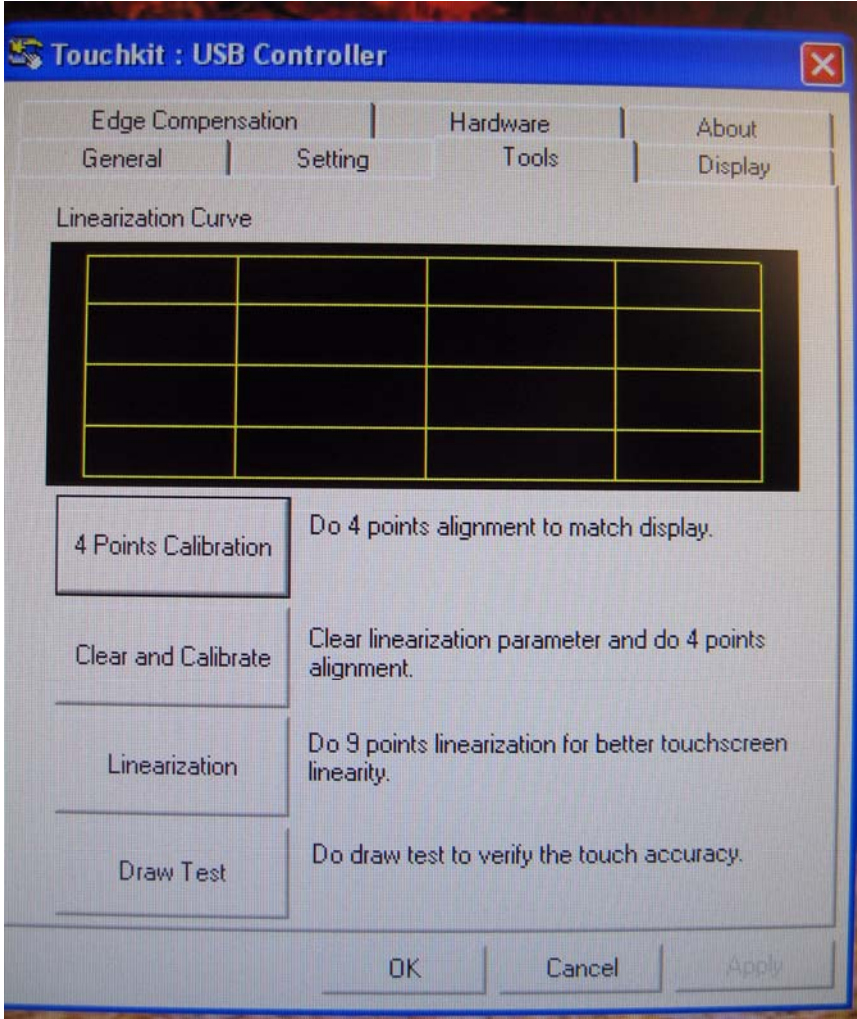 Touchkit : USB Controller
Edge Compensation Hardware About
General Setting Tools Display
Linearization Curve
4 Points Calibration
Do 4 points alignment to match display.
Clear and Calibrate
Clear linearization parameter and do 4 points
alignment.
Linearization
Do 9 points linearization for better touchscreen
linearity.
Draw Test
Do draw test to verify the touch accuracy.
OK Cancel Apply